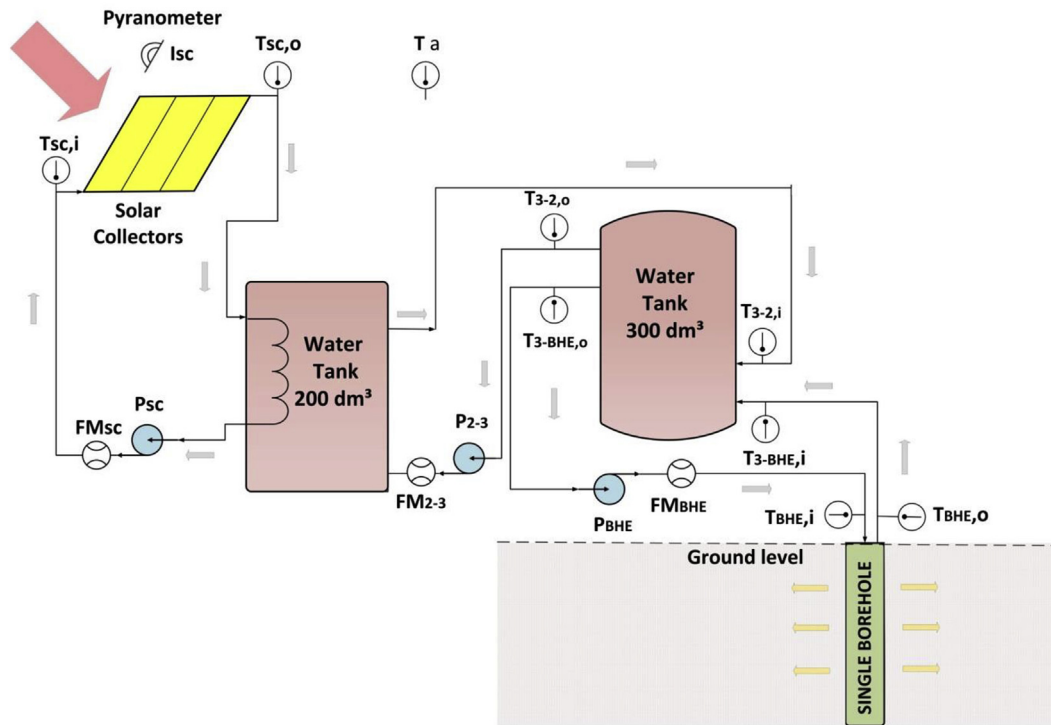 Pyranometer
Isc
Tsc,o
T a
Tsc,i
Solar
Collectors
T3-2,o
Water
Tank
300 dm³
T3-2,i
T3-BHE,o
Water
Tank
200 dm³
Psc
FMsc
P2-3
FM2-3
T3-BHE,i
PBHE
FMBHE
TBHE,i
TBHE,o
Ground level
SINGLE BOREHOLE